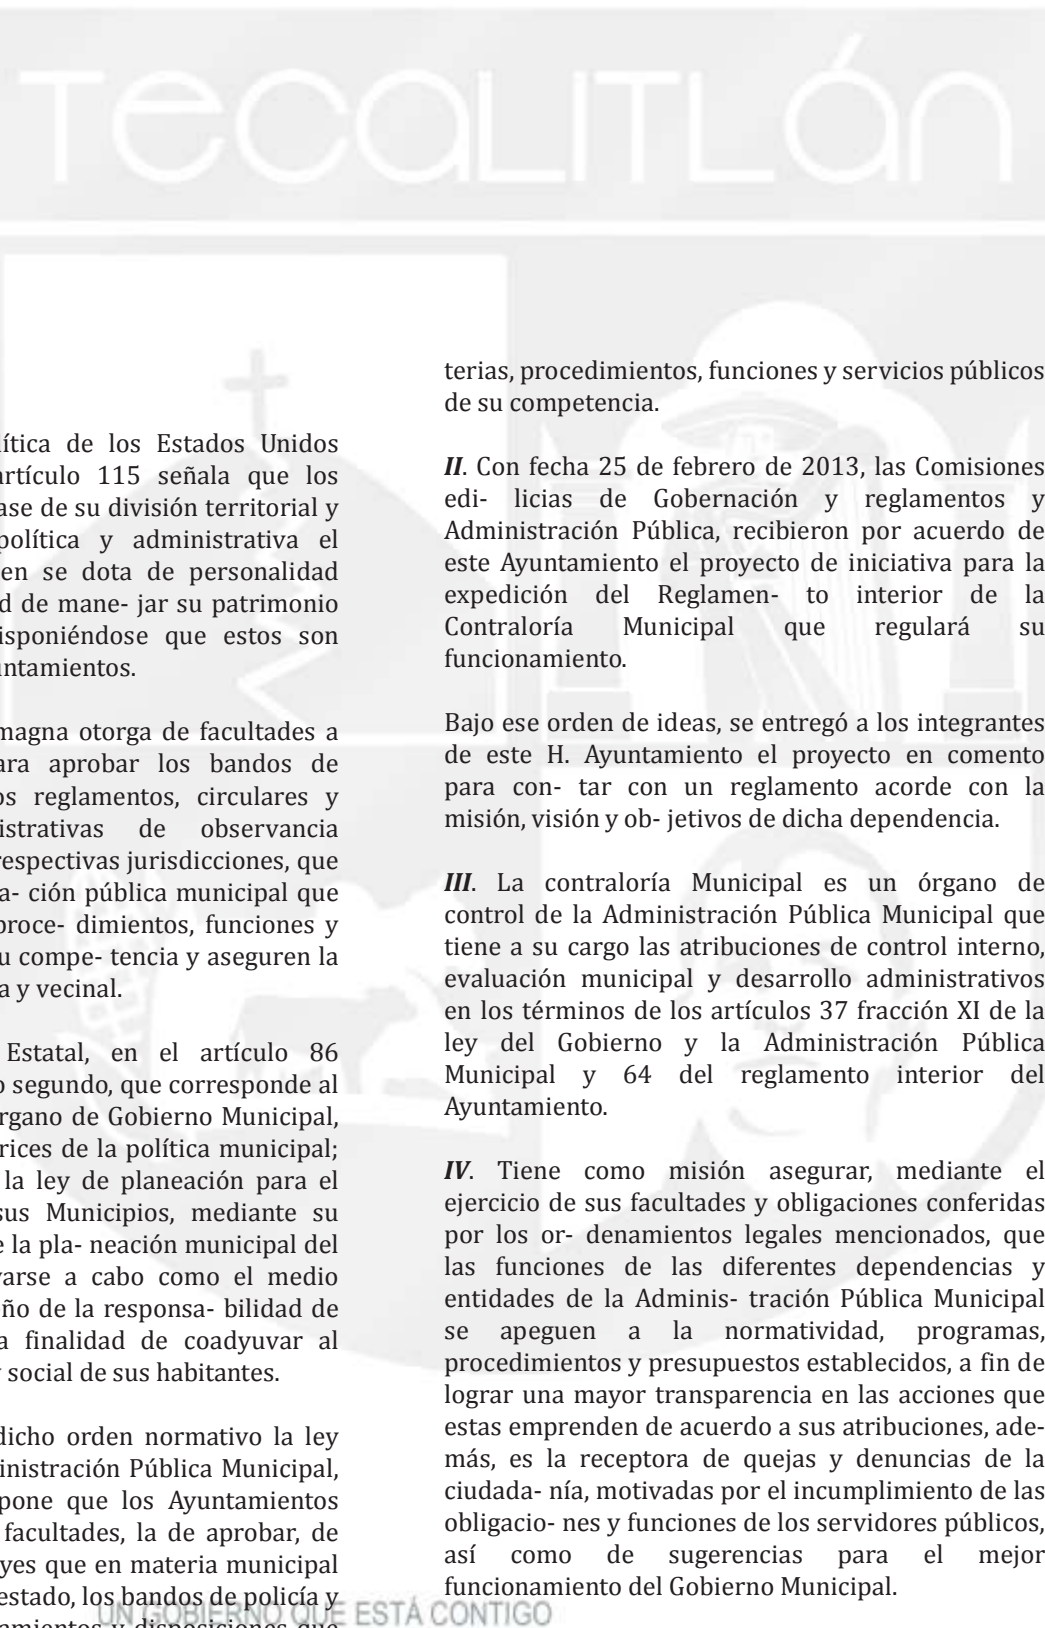 TecaLITLán
lítica de los Estados Unidos
artículo 115 señala que los
ase de su división territorial y
política y administrativa el
en se dota de personalidad
d de mane- jar su patrimonio
isponiéndose que estos son
untamientos.
magna otorga de facultades a
ara aprobar los bandos de
os reglamentos, circulares y
istrativas de observancia
respectivas jurisdicciones, que
a- ción pública municipal que
proce- dimientos, funciones y
u compe- tencia y aseguren la
a y vecinal.
Estatal, en el artículo 86
o segundo, que corresponde al
rgano de Gobierno Municipal,
rices de la política municipal;
la ley de planeación para el
sus Municipios, mediante su
e la pla- neación municipal del
varse a cabo como el medio
eño de la responsa- bilidad de
a finalidad de coadyuvar al
y social de sus habitantes.
dicho orden normativo la ley
inistración Pública Municipal,
pone que los Ayuntamientos
facultades, la de aprobar, de
yes que en materia municipal
estado, los bandos de policía y
amientos y disposiciones que
terias, procedimientos, funciones y servicios públicos
de su competencia.
II. Con fecha 25 de febrero de 2013, las Comisiones
edi- licias de Gobernación y reglamentos y
Administración Pública, recibieron por acuerdo de
este Ayuntamiento el proyecto de iniciativa para la
expedición del Reglamen- to interior de la
Contraloría Municipal que regulará su
funcionamiento.
Bajo ese orden de ideas, se entregó a los integrantes
de este H. Ayuntamiento el proyecto en comento
para con- tar con un reglamento acorde con la
misión, visión y ob- jetivos de dicha dependencia.
III. La contraloría Municipal es un órgano de
control de la Administración Pública Municipal que
tiene a su cargo las atribuciones de control interno,
evaluación municipal y desarrollo administrativos
en los términos de los artículos 37 fracción XI de la
ley del Gobierno y la Administración Pública
Municipal y 64 del reglamento interior del
Ayuntamiento.
IV. Tiene como misión asegurar, mediante el
ejercicio de sus facultades y obligaciones conferidas
por los or- denamientos legales mencionados, que
las funciones de las diferentes dependencias y
entidades de la Adminis- tración Pública Municipal
se apeguen a la normatividad, programas,
procedimientos y presupuestos establecidos, a fin de
lograr una mayor transparencia en las acciones que
estas emprenden de acuerdo a sus atribuciones, ade-
más, es la receptora de quejas y denuncias de la
ciudada- nía, motivadas por el incumplimiento de las
obligacio- nes y funciones de los servidores públicos,
así como de sugerencias para el mejor
funcionamiento del Gobierno Municipal.
UN GOBIERNO QUE ESTÁ CONTIGO